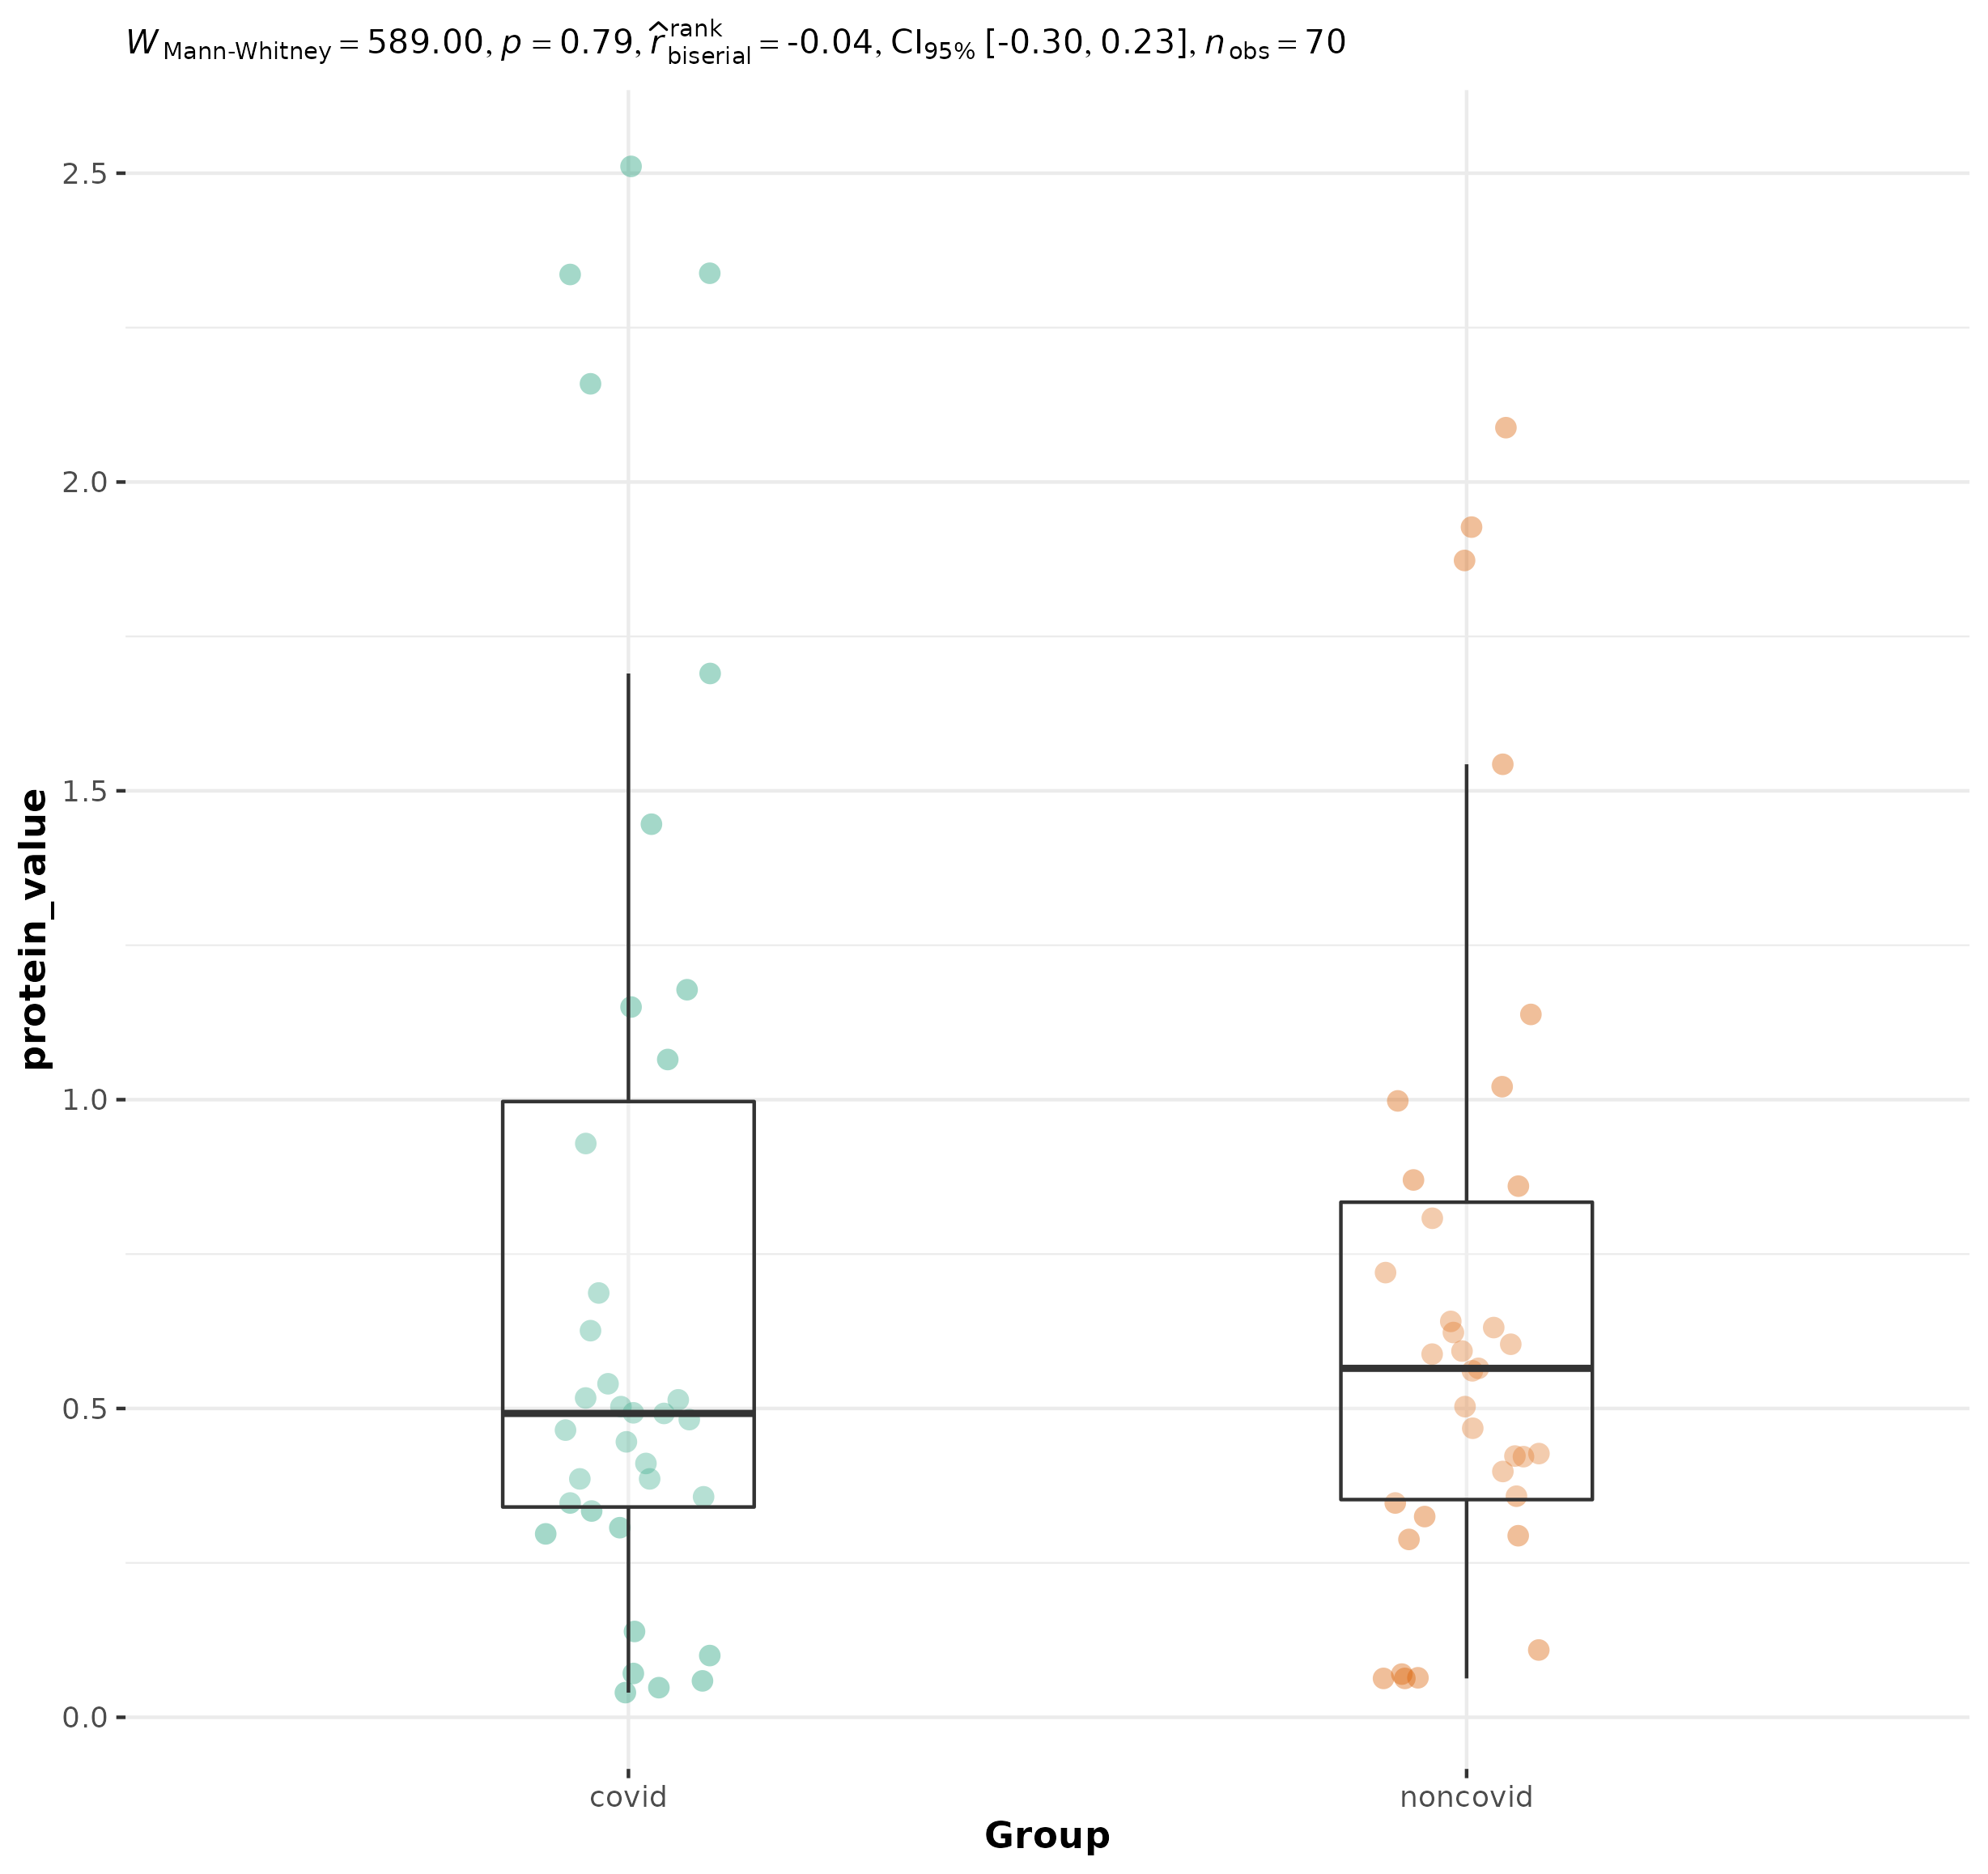 W Mann-Whitney = 589.00, p = 0.79, r̂ rank biserial = -0.04, CI95% [-0.30, 0.23], n obs = 70
2.5
2.0
1.5
1.0
0.5
0.0
protein_value
covid noncovid
Group